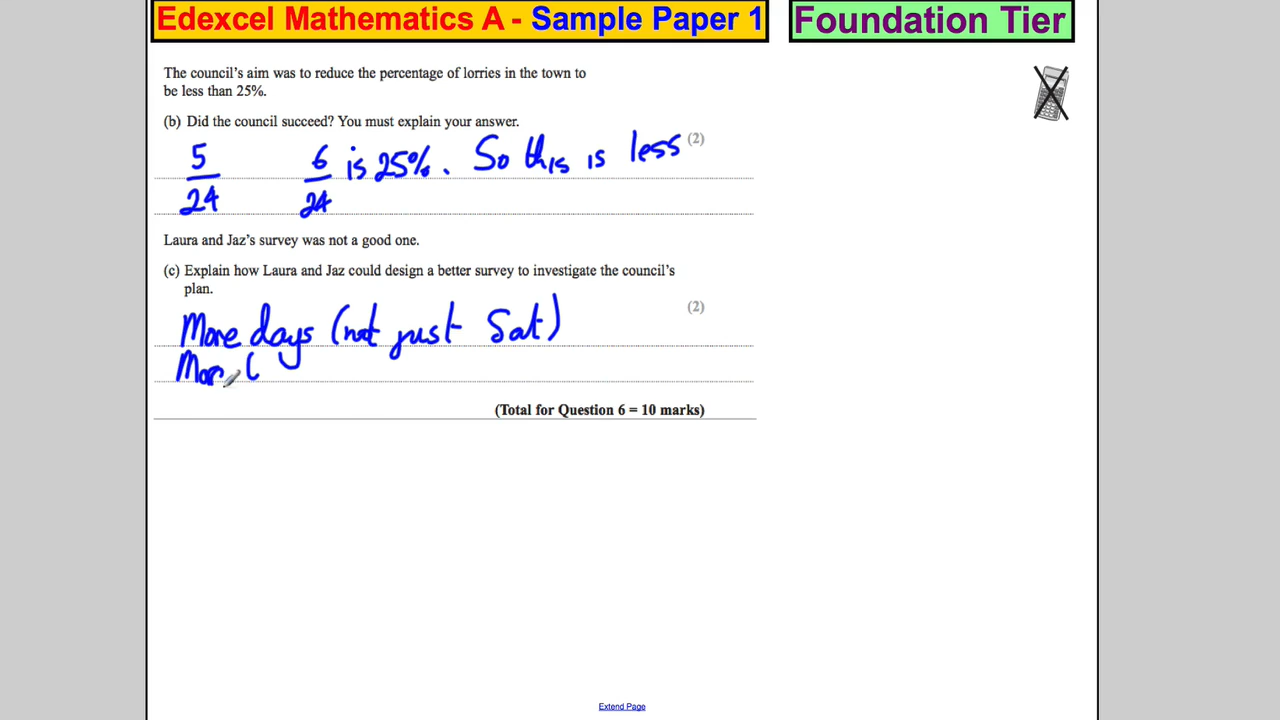 Edexcel Mathematics A - Sample Paper 1 Foundation Tier
The council's aim was to reduce the percentage of lorries in the town to
be less than 25%.
(b) Did the council succeed? You must explain your answer.
(2)
5/24 6/24 is 25%. So this is less
Laura and Jaz's survey was not a good one.
(c) Explain how Laura and Jaz could design a better survey to investigate the council's
plan.
(2)
More days (not just Sat)
(Total for Question 6 = 10 marks)
Extend Page